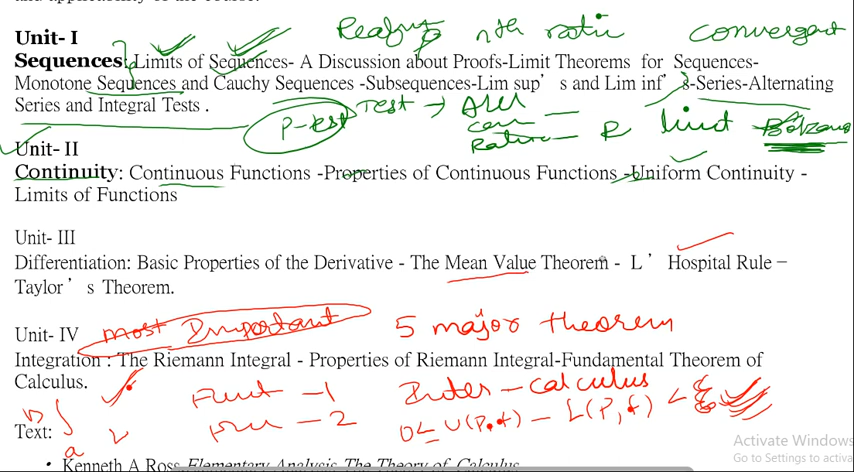 and applicability of the course.
Unit- I
nth ratio convergent
Sequences: Limits of Sequences- A Discussion about Proofs-Limit Theorems for Sequences-
Monotone Sequences and Cauchy Sequences -Subsequences-Lim sup's and Lim inf's-Series-Alternating
Series and Integral Tests .
P-test Test → R
Unit- II
Continuity: Continuous Functions -Properties of Continuous Functions -Uniform Continuity -
Limits of Functions
Unit- III
Differentiation: Basic Properties of the Derivative - The Mean Value Theorem - L' Hospital Rule –
Taylor's Theorem.
Unit- IV most Important 5 major theorem
Integration : The Riemann Integral - Properties of Riemann Integral-Fundamental Theorem of
Calculus.
-1 Inter - calculus
- 2 0≤ U(P,f) - L(P,f) < ε
Text:
• Kenneth A Ross, Elementary Analysis The Theory of Calculus
Activate Windows
Go to Settings to activa